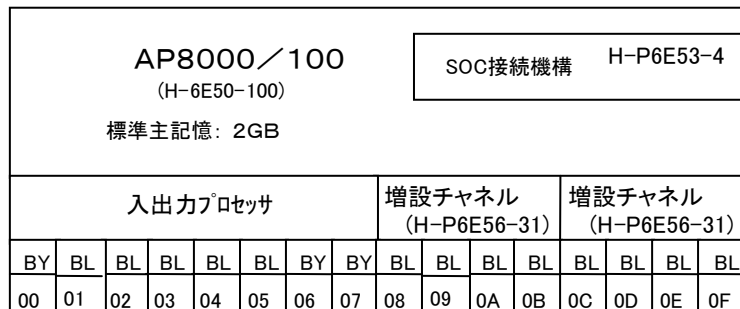 AP8000／100
(H-6E50-100)
標準主記憶: 2GB
SOC接続機構 H-P6E53-4
入出力プロセッサ
増設チャネル
(H-P6E56-31)
増設チャネル
(H-P6E56-31)
BY BL BL BL BL BL BY BY BL BL BL BL BL BL BL BL
00 01 02 03 04 05 06 07 08 09 0A 0B 0C 0D 0E 0F